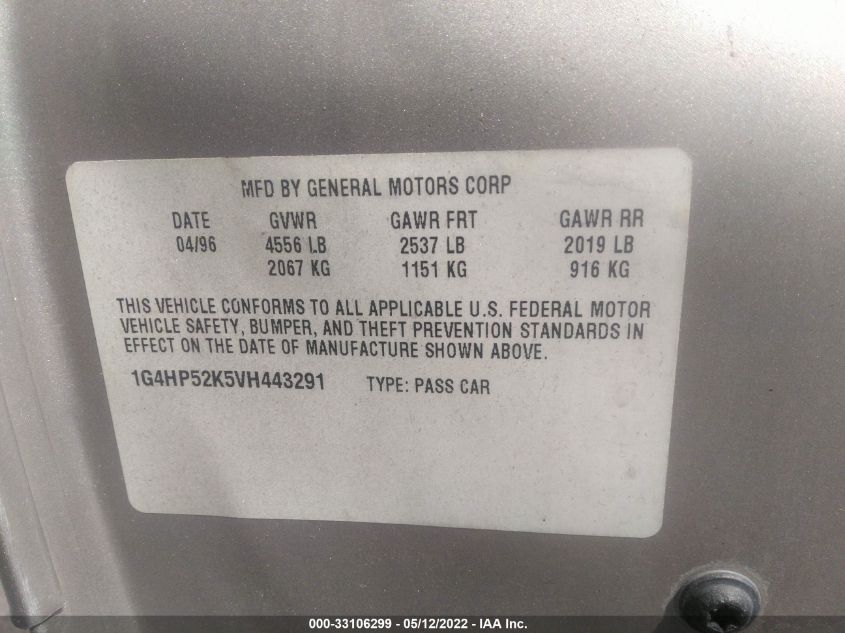 MFD BY GENERAL MOTORS CORP
DATE GVWR GAWR FRT GAWR RR
04/96 4556 LB 2537 LB 2019 LB
2067 KG 1151 KG 916 KG
THIS VEHICLE CONFORMS TO ALL APPLICABLE U.S. FEDERAL MOTOR
VEHICLE SAFETY, BUMPER, AND THEFT PREVENTION STANDARDS IN
EFFECT ON THE DATE OF MANUFACTURE SHOWN ABOVE.
1G4HP52K5VH443291 TYPE: PASS CAR
000-33106299 - 05/12/2022 - IAA Inc.